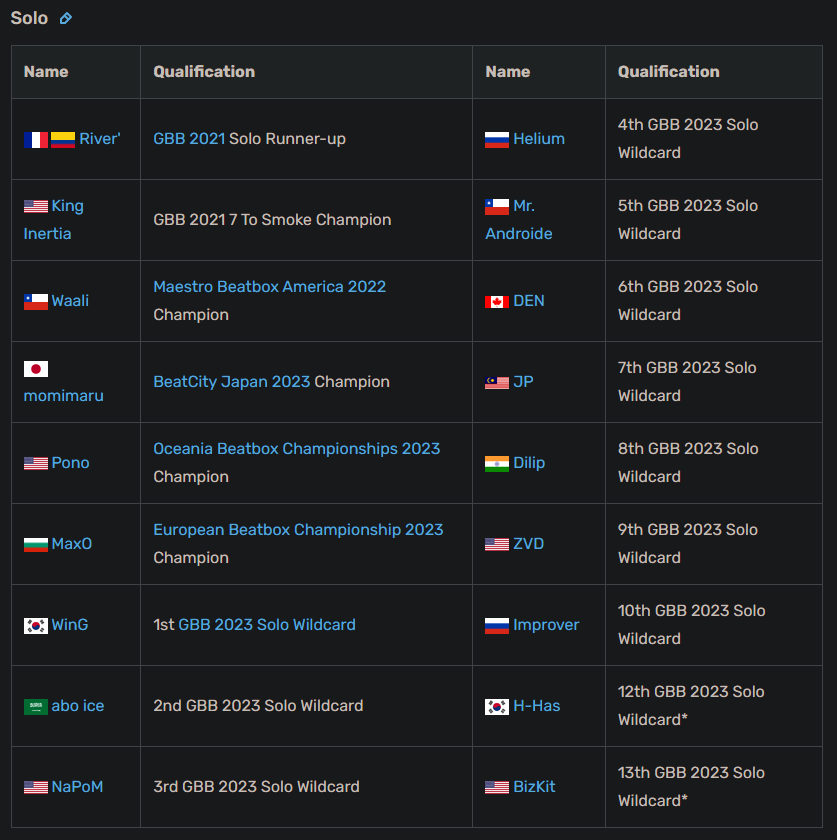 Solo
Name Qualification Name Qualification
River' GBB 2021 Solo Runner-up Helium 4th GBB 2023 Solo
Wildcard
King
Inertia GBB 2021 7 To Smoke Champion Mr.
Androide 5th GBB 2023 Solo
Wildcard
Waali Maestro Beatbox America 2022
Champion DEN 6th GBB 2023 Solo
Wildcard
momimaru BeatCity Japan 2023 Champion JP 7th GBB 2023 Solo
Wildcard
Pono Oceania Beatbox Championships 2023
Champion Dilip 8th GBB 2023 Solo
Wildcard
MaxO European Beatbox Championship 2023
Champion ZVD 9th GBB 2023 Solo
Wildcard
WinG 1st GBB 2023 Solo Wildcard Improver 10th GBB 2023 Solo
Wildcard
abo ice 2nd GBB 2023 Solo Wildcard H-Has 12th GBB 2023 Solo
Wildcard*
NaPoM 3rd GBB 2023 Solo Wildcard BizKit 13th GBB 2023 Solo
Wildcard*